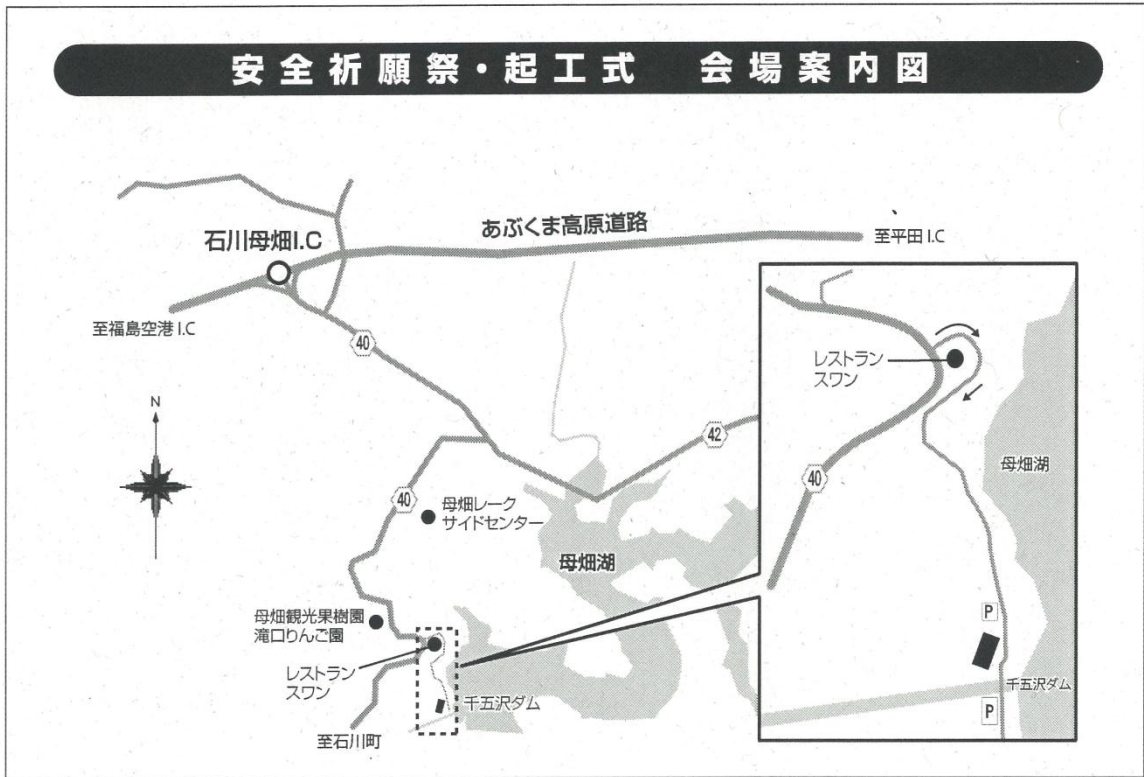 安全祈願祭・起工式　会場案内図
あぶくま高原道路
石川母畑I.C
至平田I.C
至福島空港I.C
40
N
42
40
母畑レーク
サイドセンター
母畑湖
母畑観光果樹園
滝口りんご園
レストラン
スワン
千五沢ダム
至石川町
レストラン
スワン
40
母畑湖
P
千五沢ダム
P